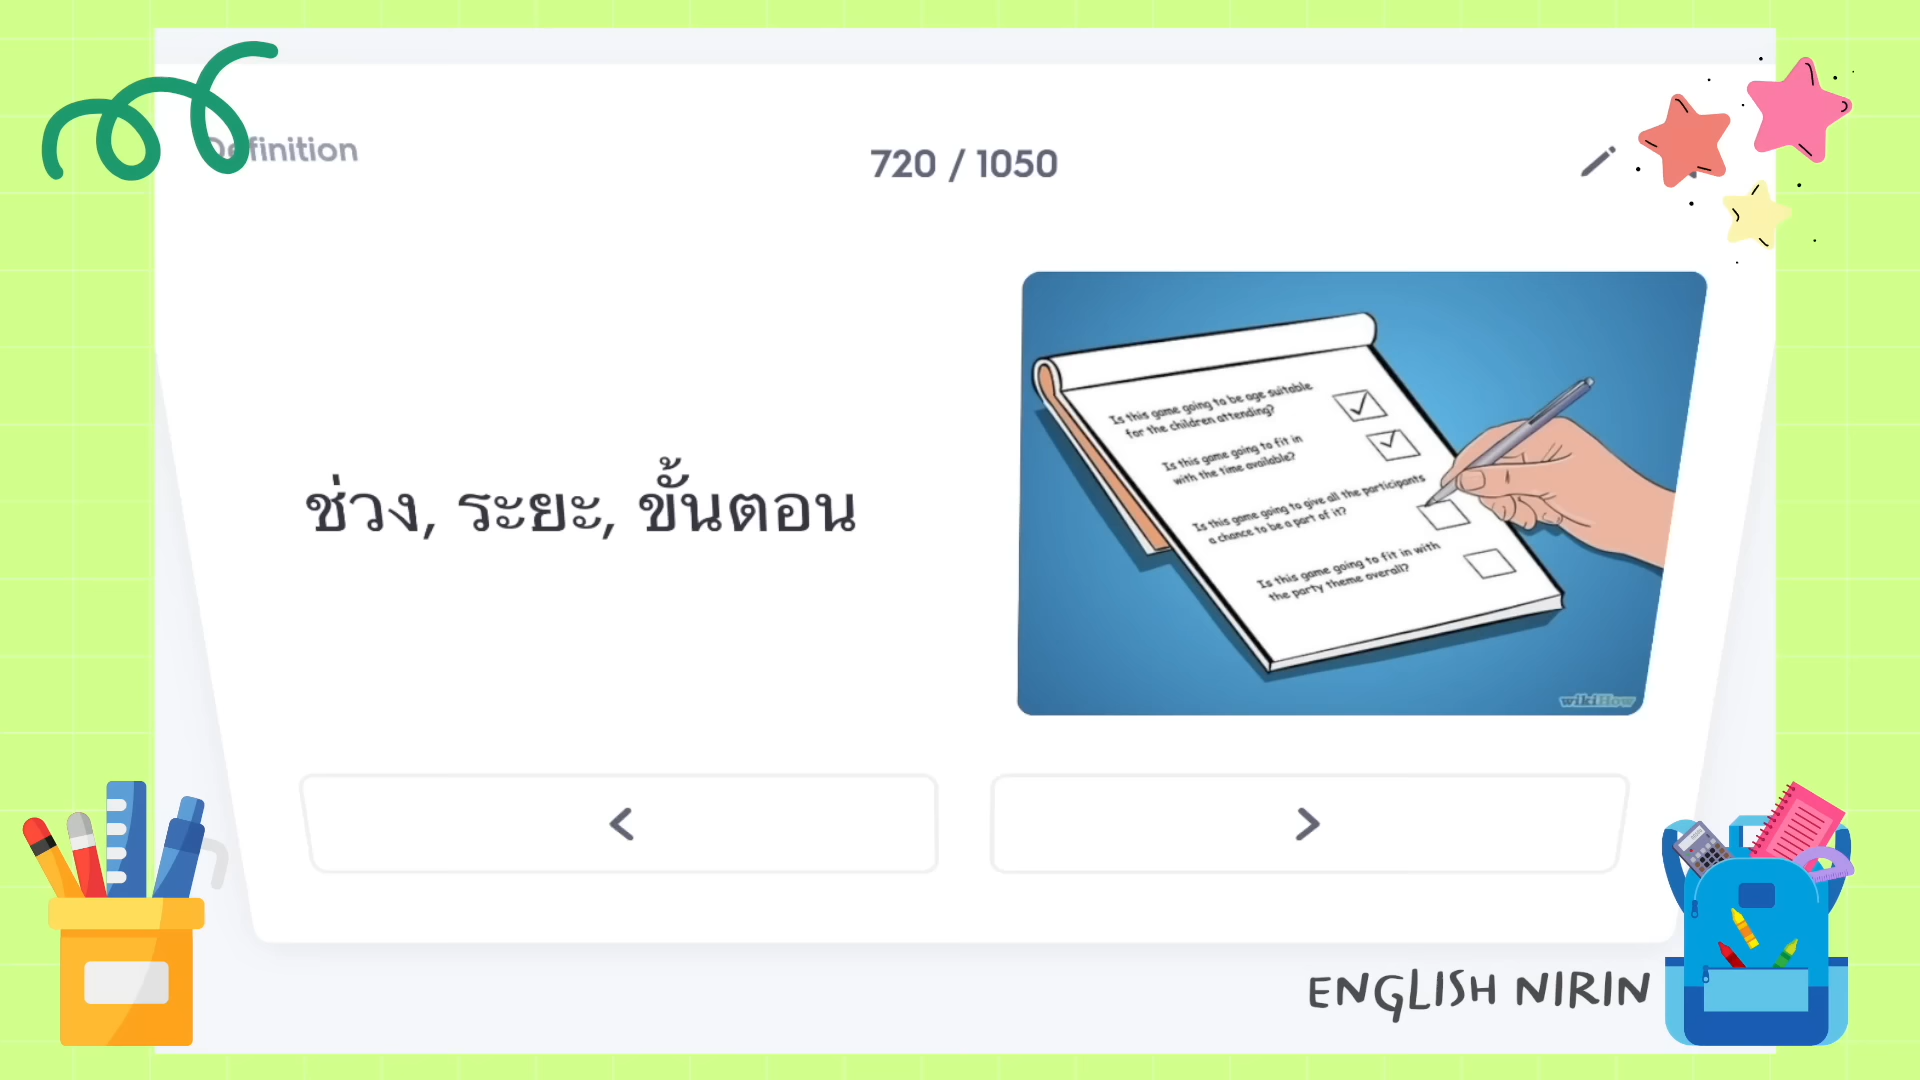 Definition
720 / 1050
ช่วง, ระยะ, ขั้นตอน
Is this game going to be age suitable
for the children attending?
Is this game going to fit in
with the time available?
Is this game going to give all the participants
a chance to be a part of it?
Is this game going to fit in with
the party theme overall?
wikiHow
ENGLISH NIRIN